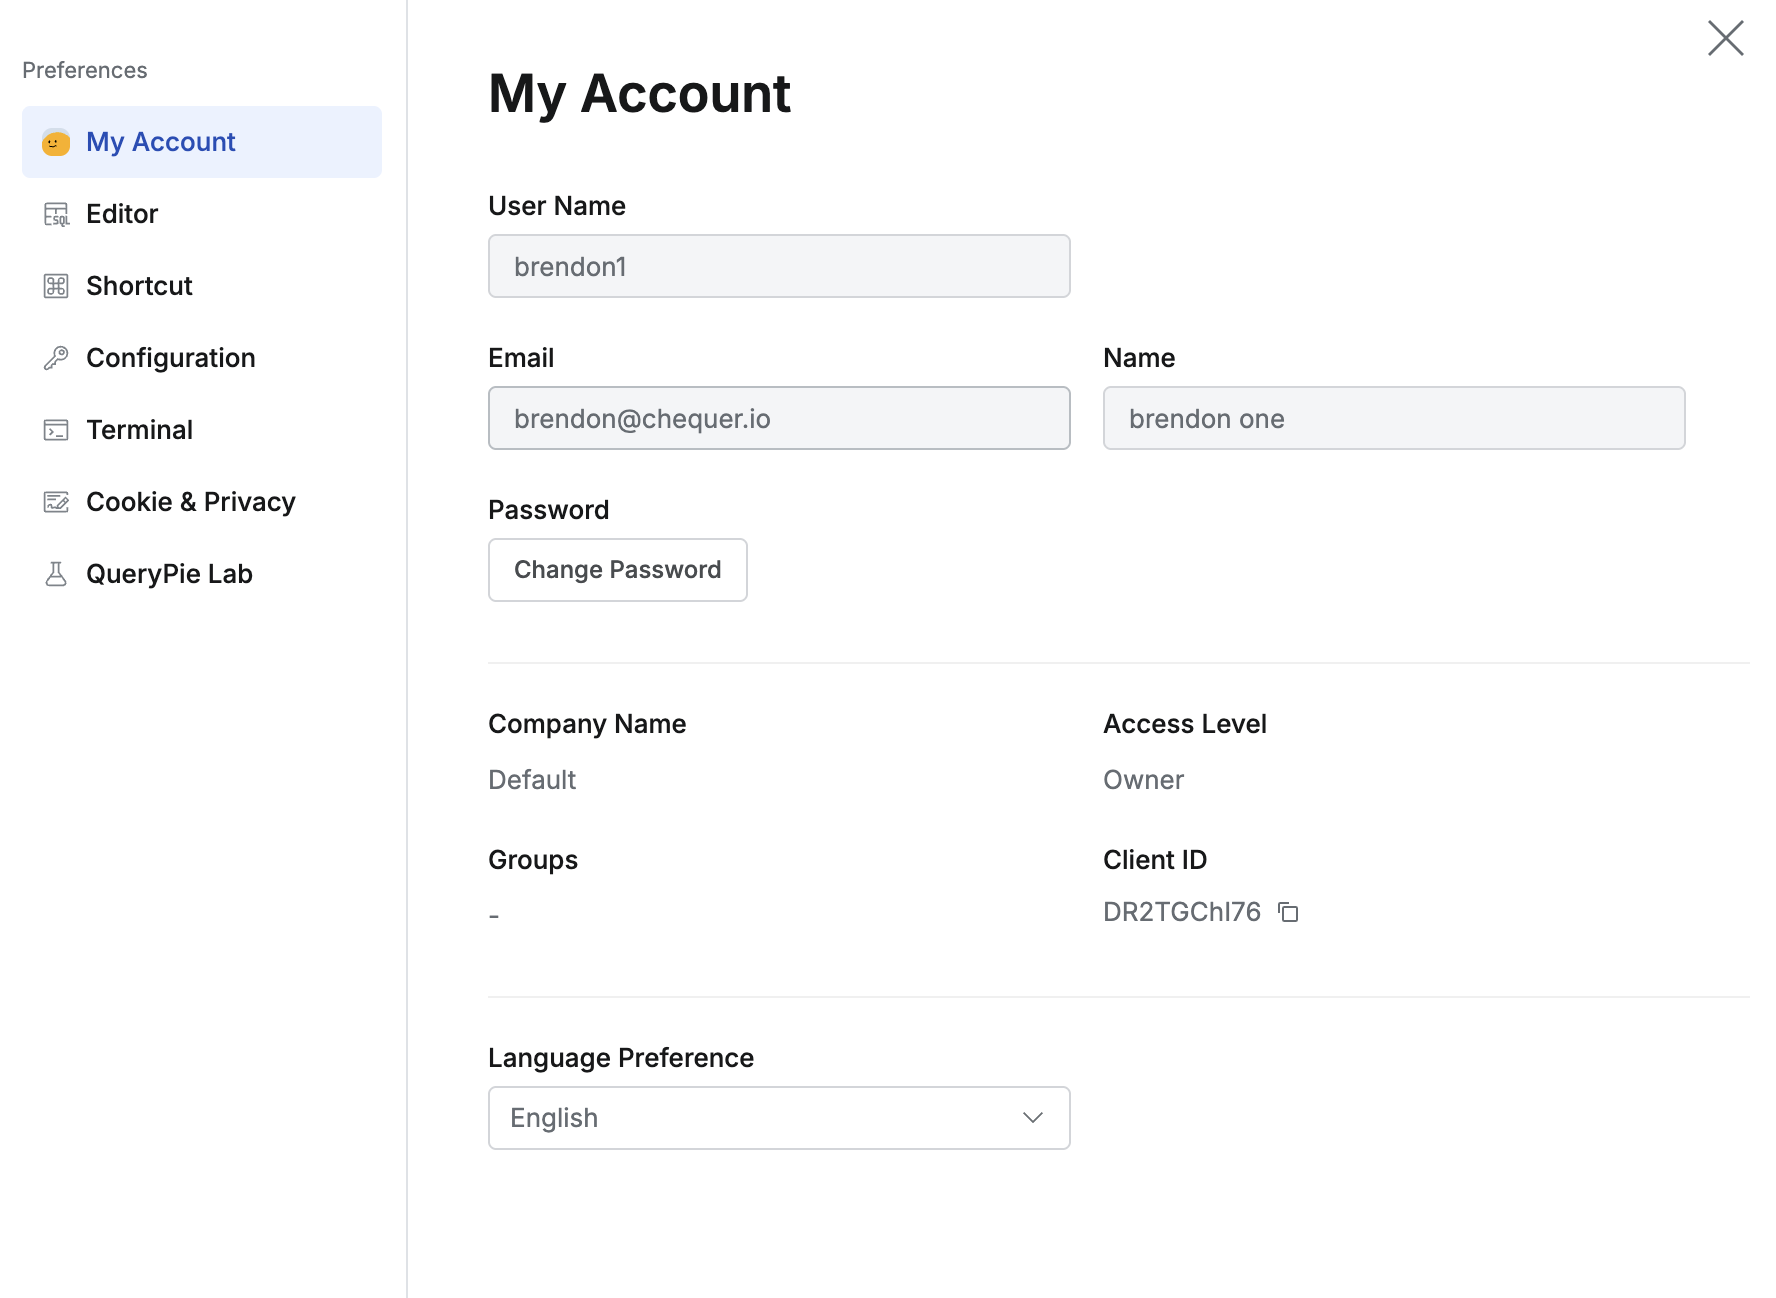 Preferences
My Account
Editor
Shortcut
Configuration
Terminal
Cookie & Privacy
QueryPie Lab
My Account
User Name
brendon1
Email
Name
brendon@chequer.io
brendon one
Password
Change Password
Company Name
Access Level
Default
Owner
Groups
Client ID
-
DR2TGChI76
Language Preference
English